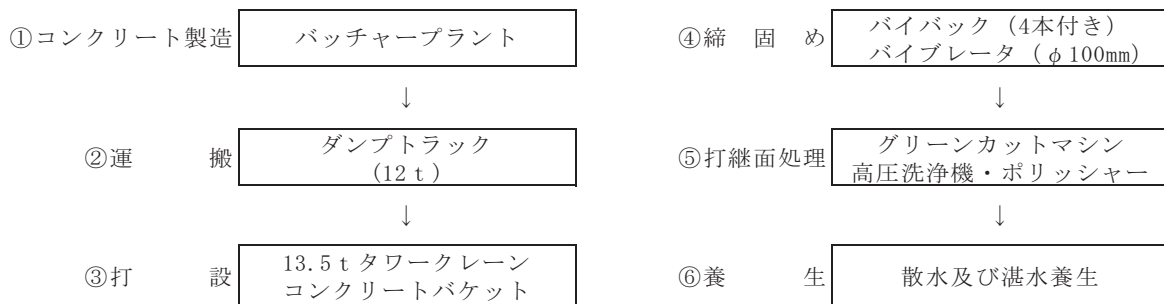 ①コンクリート製造 バッチャープラント
↓
②運搬 ダンプトラック
(12t)
↓
③打設 13.5tタワークレーン
コンクリートバケット
④締固め バイバック(4本付き)
バイブレータ(φ100mm)
↓
⑤打継面処理 グリーンカットマシン
高圧洗浄機・ポリッシャー
↓
⑥養生 散水及び湛水養生